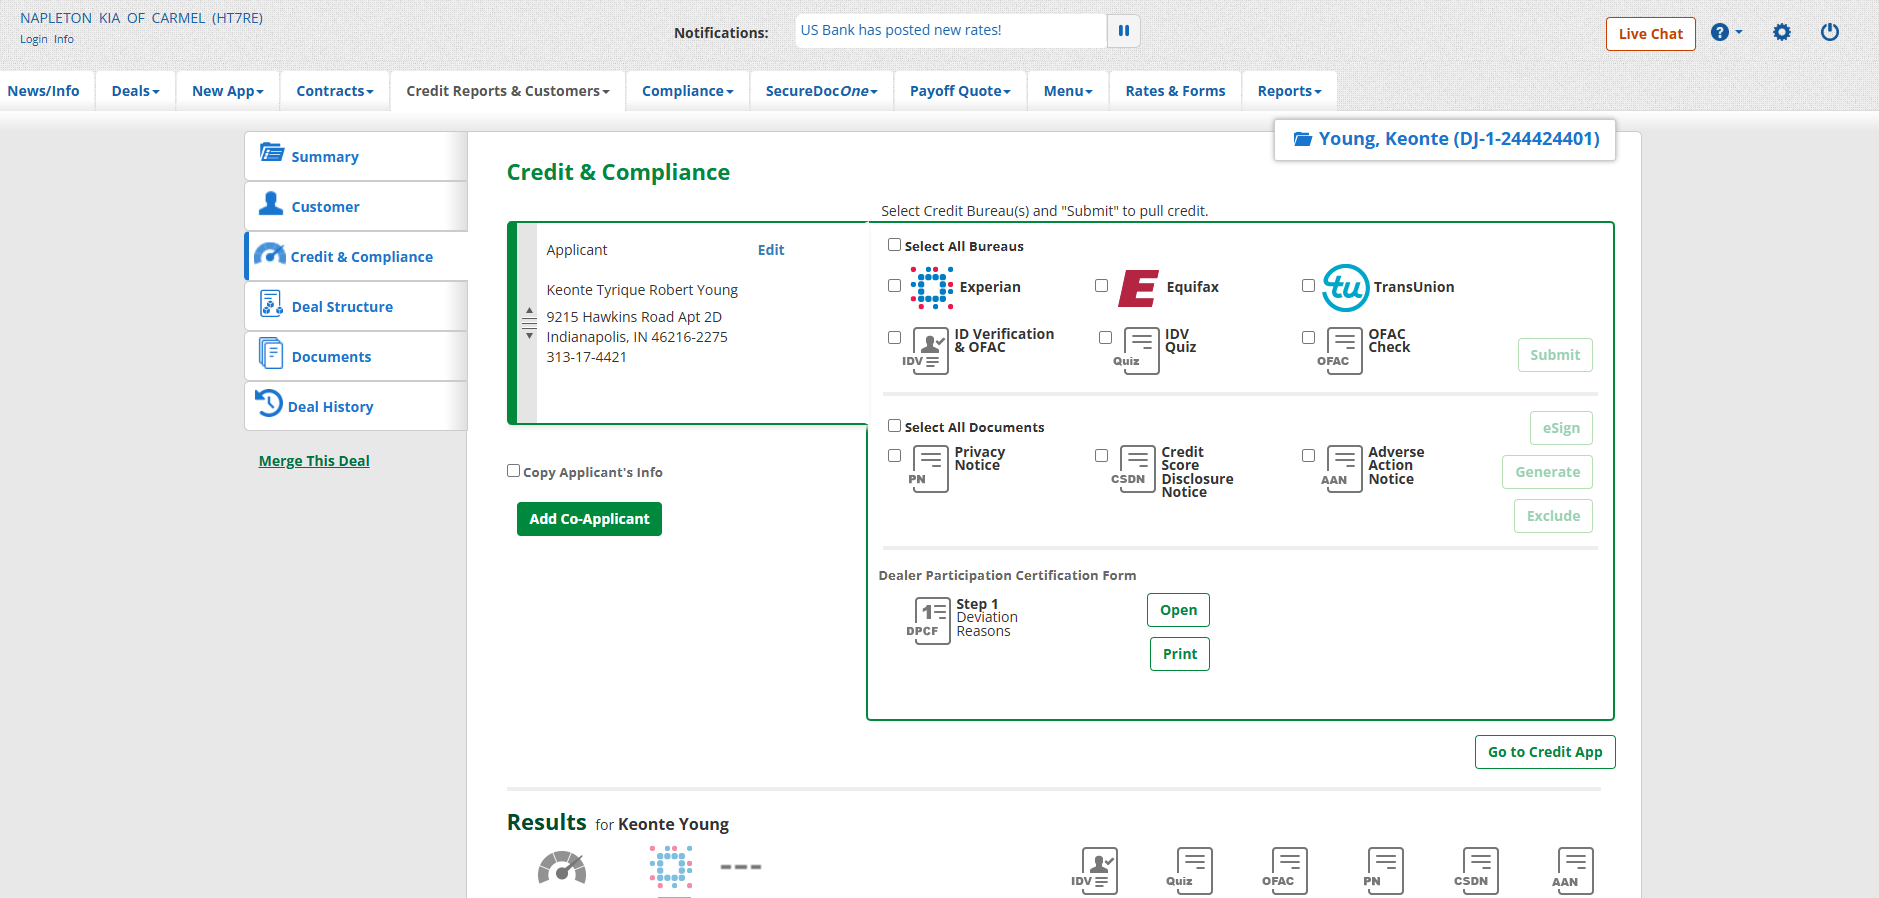 NAPLETON KIA OF CARMEL (HT7RE)
Login Info
Notifications:
US Bank has posted new rates!
Live Chat
?
News/Info
Deals
New App
Contracts
Credit Reports & Customers
Compliance
SecureDocOne
Payoff Quote
Menu
Rates & Forms
Reports
Young, Keonte (DJ-1-244424401)
Summary
Customer
Credit & Compliance
Deal Structure
Documents
Deal History
Merge This Deal
Credit & Compliance
Select Credit Bureau(s) and "Submit" to pull credit.
Applicant
Edit
Keonte Tyrique Robert Young
9215 Hawkins Road Apt 2D
Indianapolis, IN 46216-2275
313-17-4421
Copy Applicant's Info
Add Co-Applicant
Select All Bureaus
Experian
E
Equifax
tu
TransUnion
IDV
ID Verification
& OFAC
Quiz
IDV
Quiz
OFAC
OFAC
Check
Submit
Select All Documents
PN
Privacy
Notice
CSDN
Credit
Score
Disclosure
Notice
AAN
Adverse
Action
Notice
eSign
Generate
Exclude
Dealer Participation Certification Form
1
DPCF
Step 1
Deviation
Reasons
Open
Print
Go to Credit App
Results for Keonte Young
---
IDV
Quiz
OFAC
PN
CSDN
AAN